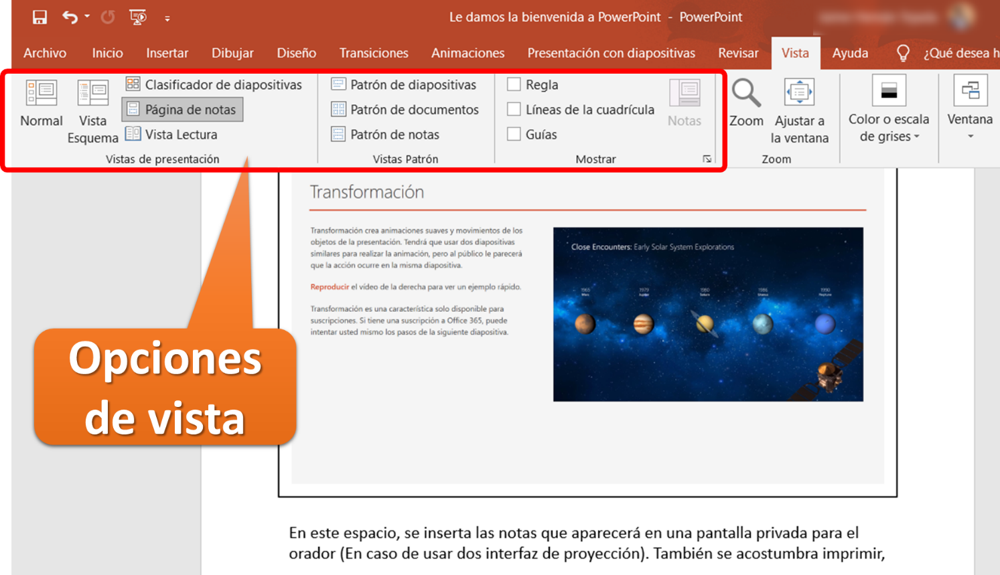 Le damos la bienvenida a PowerPoint - PowerPoint
Archivo Inicio Insertar Dibujar Diseño Transiciones Animaciones Presentación con diapositivas Revisar Vista Ayuda ¿Qué desea h
Normal
Vista
Esquema
Clasificador de diapositivas
Página de notas
Vista Lectura
Vistas de presentación
Patrón de diapositivas
Patrón de documentos
Patrón de notas
Vistas Patrón
Regla
Líneas de la cuadrícula
Guías
Notas
Mostrar
Zoom
Ajustar a
la ventana
Zoom
Color o escala
de grises
Ventana
Transformación
Transformación crea animaciones suaves y movimientos de los
objetos de la presentación. Tendrá que usar dos diapositivas
similares para realizar la animación, pero al público le parecerá
que la acción ocurre en la misma diapositiva.
Reproducir el vídeo de la derecha para ver un ejemplo rápido.
Transformación es una característica solo disponible para
suscripciones. Si tiene una suscripción a Office 365, puede
intentar usted mismo los pasos de la siguiente diapositiva.
Close Encounters: Early Solar System Explorations
1965
Mars
1979
Jupiter
1980
Saturn
1986
Uranus
1990
Neptune
Opciones
de vista
En este espacio, se inserta las notas que aparecerá en una pantalla privada para el
orador (En caso de usar dos interfaz de proyección). También se acostumbra imprimir,